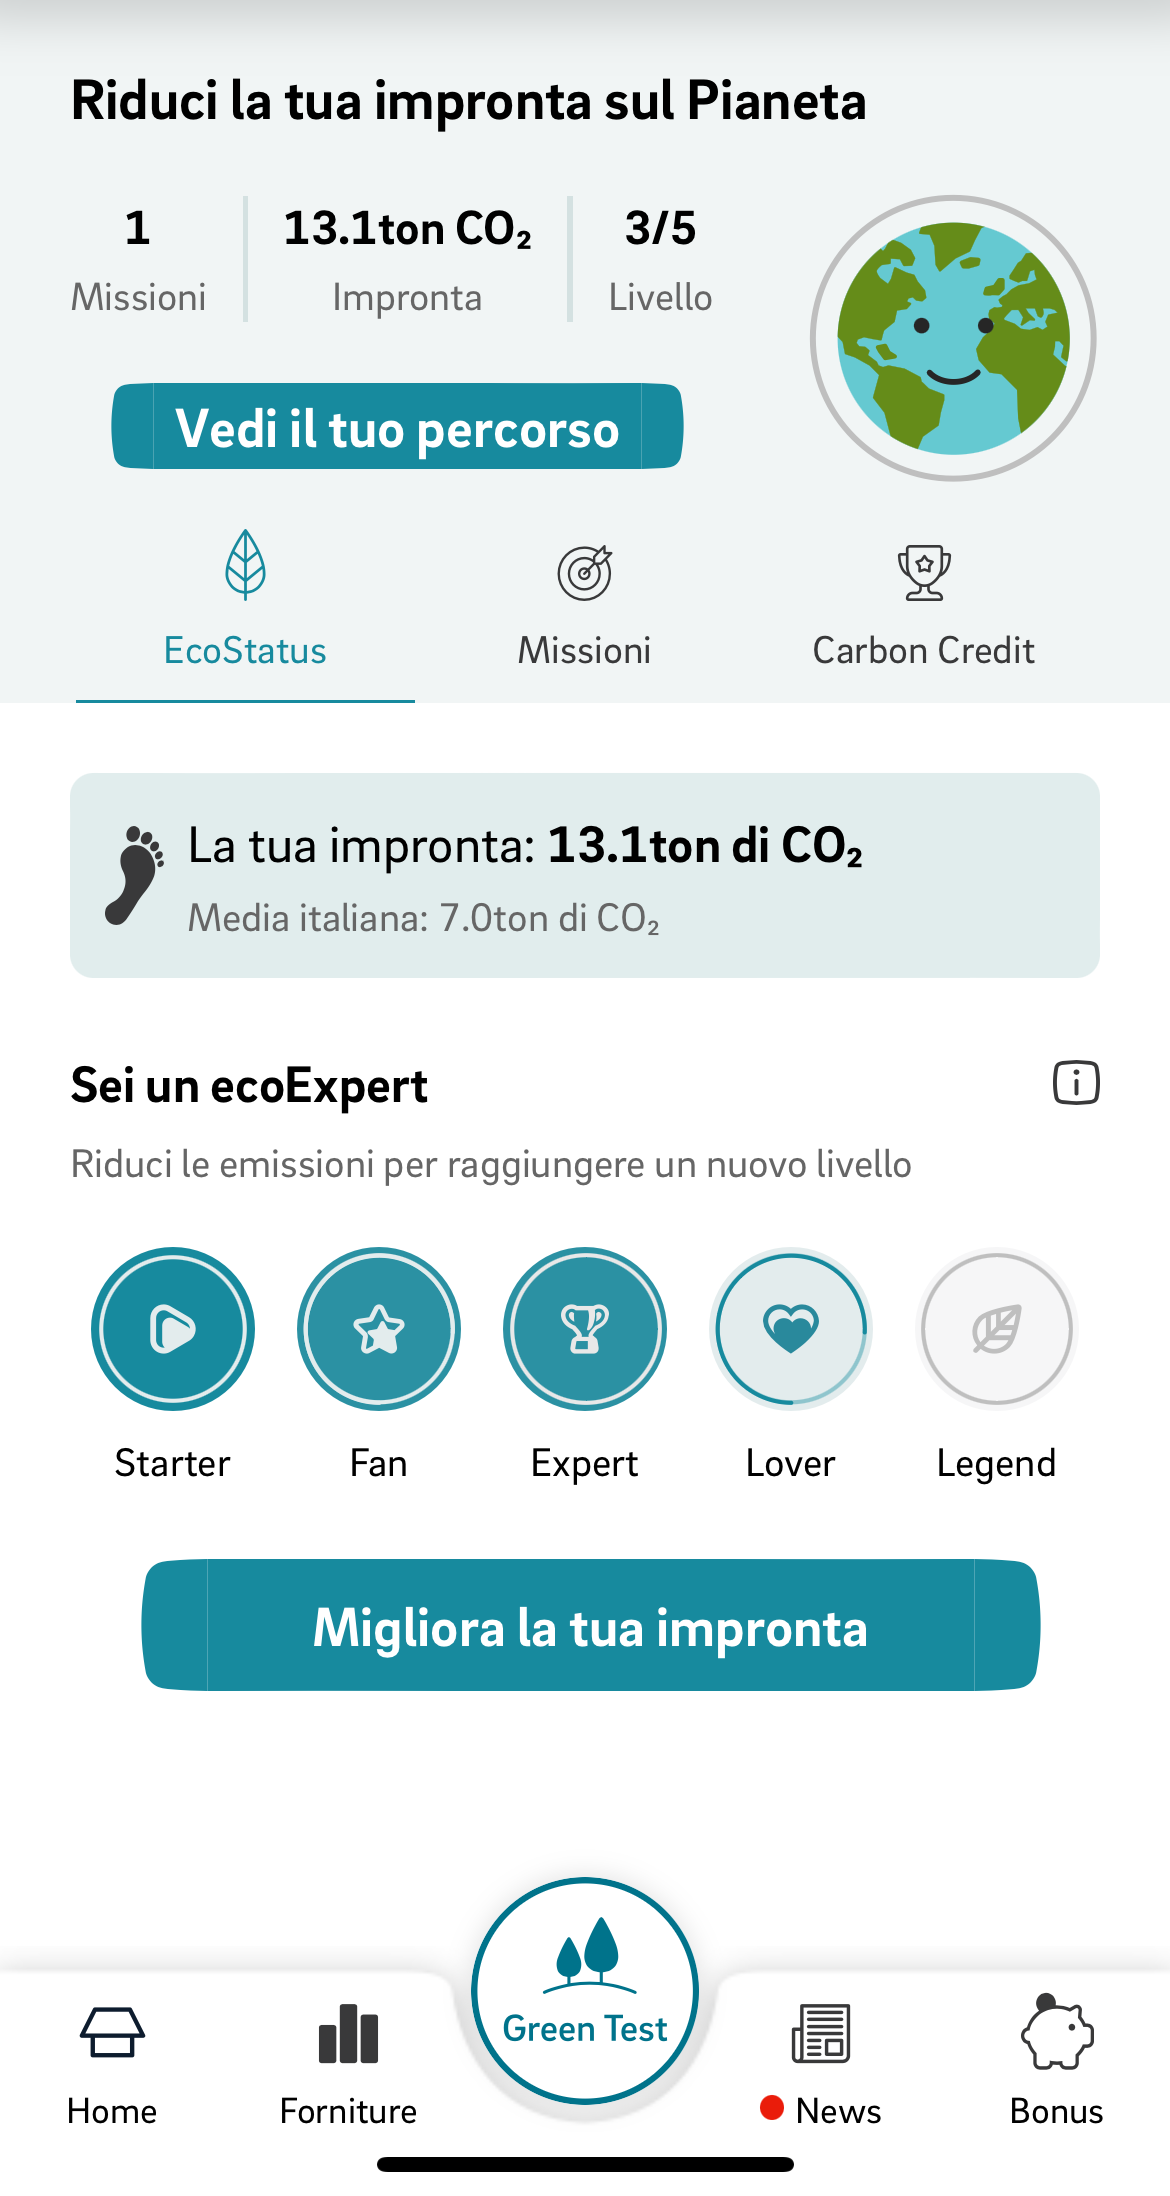 Riduci la tua impronta sul Pianeta
1
13.1ton CO₂
3/5
Missioni
Impronta
Livello
Vedi il tuo percorso
EcoStatus
Missioni
Carbon Credit
La tua impronta: 13.1ton di CO₂
Media italiana: 7.0ton di CO₂
Sei un ecoExpert
Riduci le emissioni per raggiungere un nuovo livello
Starter
Fan
Expert
Lover
Legend
Migliora la tua impronta
Green Test
Home
Forniture
News
Bonus